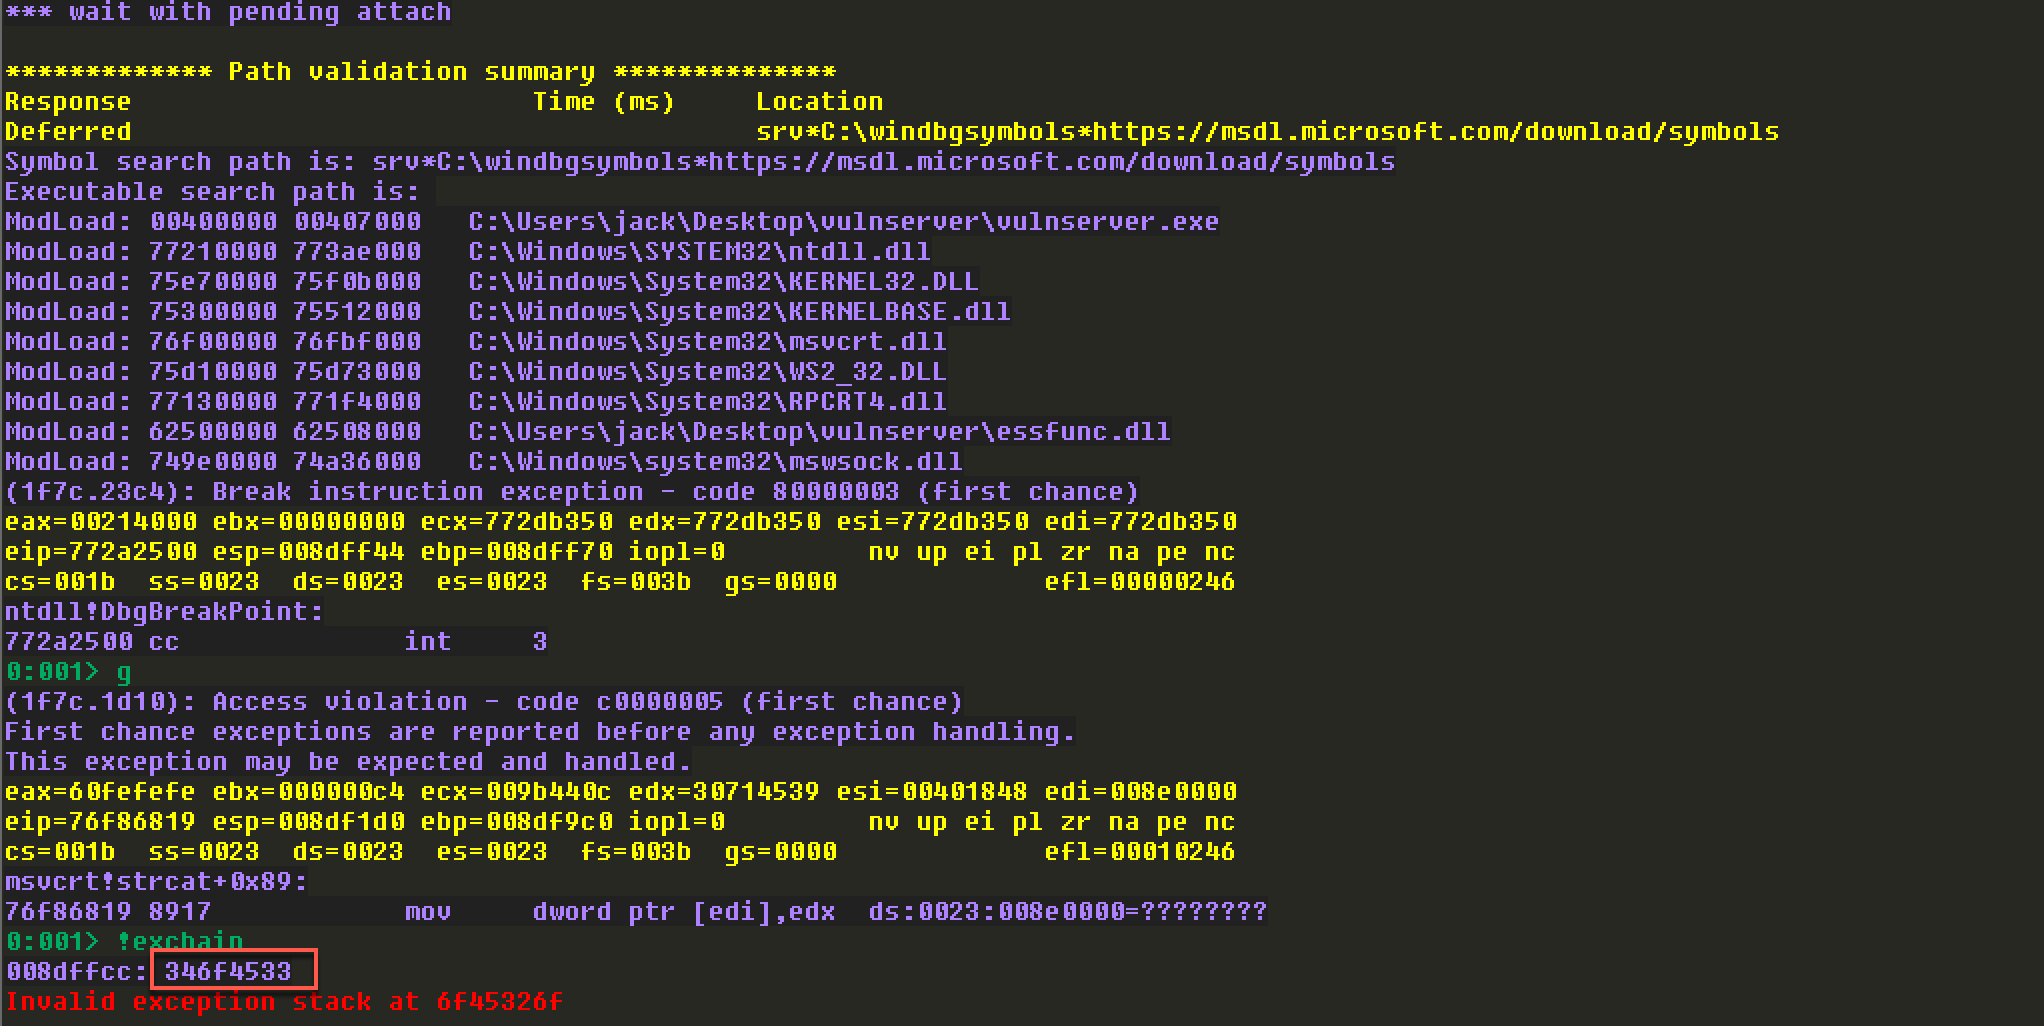 *** wait with pending attach
************* Path validation summary **************
Response                         Time (ms)     Location
Deferred                                       srv*C:\windbgsymbols*https://msdl.microsoft.com/download/symbols
Symbol search path is: srv*C:\windbgsymbols*https://msdl.microsoft.com/download/symbols
Executable search path is:
ModLoad: 00400000 00407000   C:\Users\jack\Desktop\vulnserver\vulnserver.exe
ModLoad: 77210000 773ae000   C:\Windows\SYSTEM32\ntdll.dll
ModLoad: 75e70000 75f0b000   C:\Windows\System32\KERNEL32.DLL
ModLoad: 75300000 75512000   C:\Windows\System32\KERNELBASE.dll
ModLoad: 76f00000 76fbf000   C:\Windows\System32\msvcrt.dll
ModLoad: 75d10000 75d73000   C:\Windows\System32\WS2_32.DLL
ModLoad: 77130000 771f4000   C:\Windows\System32\RPCRT4.dll
ModLoad: 62500000 62508000   C:\Users\jack\Desktop\vulnserver\essfunc.dll
ModLoad: 749e0000 74a36000   C:\Windows\system32\mswsock.dll
(1f7c.23c4): Break instruction exception - code 80000003 (first chance)
eax=00214000 ebx=00000000 ecx=772db350 edx=772db350 esi=772db350 edi=772db350
eip=772a2500 esp=008dff44 ebp=008dff70 iopl=0         nv up ei pl zr na pe nc
cs=001b  ss=0023  ds=0023  es=0023  fs=003b  gs=0000             efl=00000246
ntdll!DbgBreakPoint:
772a2500 cc              int     3
0:001> g
(1f7c.1d10): Access violation - code c0000005 (first chance)
First chance exceptions are reported before any exception handling.
This exception may be expected and handled.
eax=60fefefe ebx=000000c4 ecx=009b440c edx=30714539 esi=00401848 edi=008e0000
eip=76f86819 esp=008df1d0 ebp=008df9c0 iopl=0         nv up ei pl zr na pe nc
cs=001b  ss=0023  ds=0023  es=0023  fs=003b  gs=0000             efl=00010246
msvcrt!strcat+0x89:
76f86819 8917            mov     dword ptr [edi],edx  ds:0023:008e0000=????????
0:001> !exchain
008dffcc: 346f4533
Invalid exception stack at 6f45326f